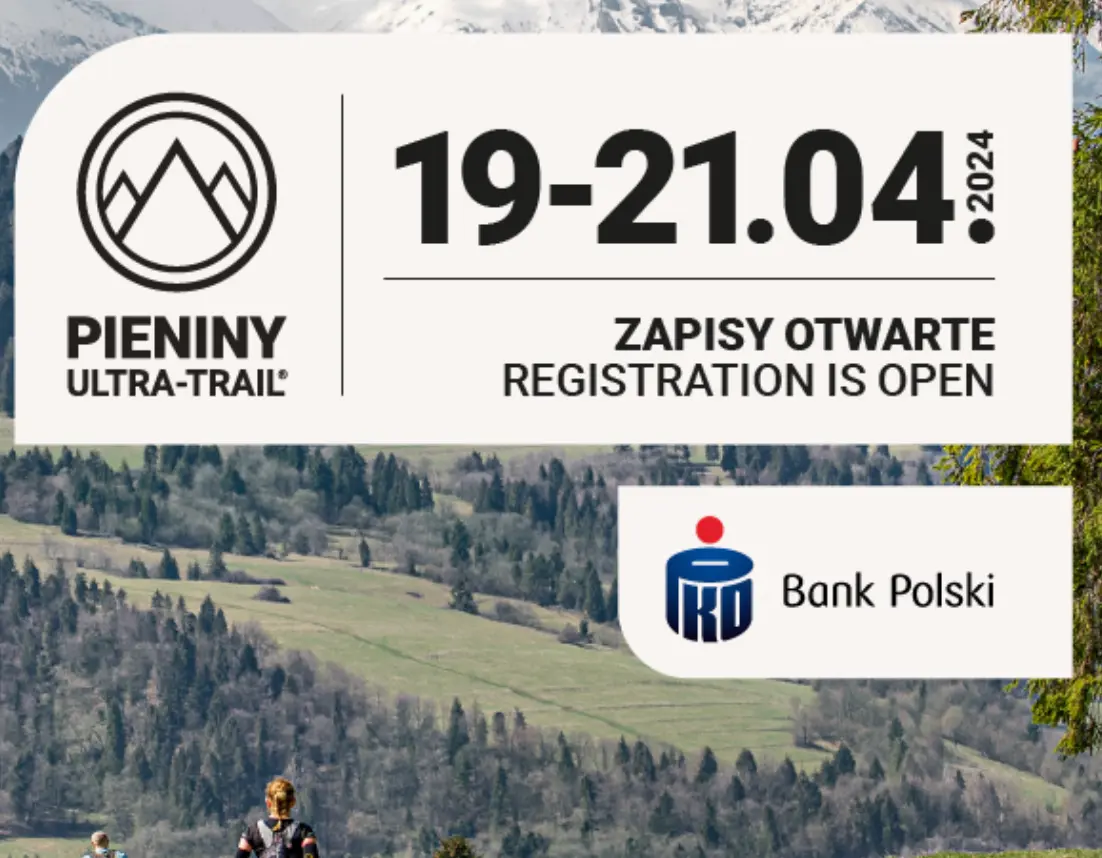 PIENINY
ULTRA-TRAIL®
19-21.04.2024
ZAPISY OTWARTE
REGISTRATION IS OPEN
PKO
Bank Polski